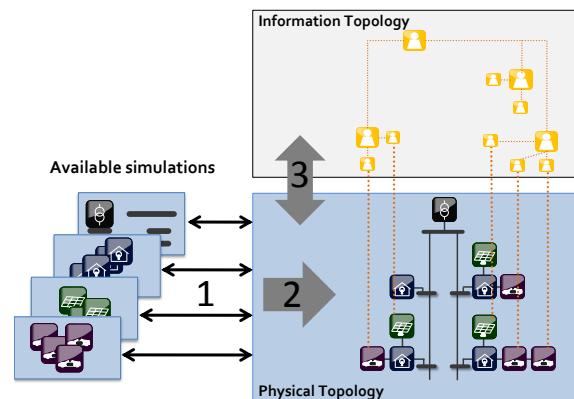 Information Topology
Available simulations
3
1
2
Physical Topology